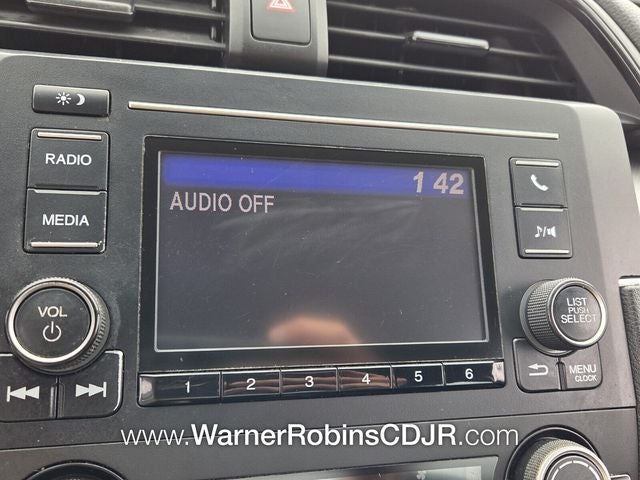 RADIO
MEDIA
VOL
1 42
AUDIO OFF
LIST
PUSH
SELECT
MENU
CLOCK
1 2 3 4 5 6
www.WarnerRobinsCDJR.com